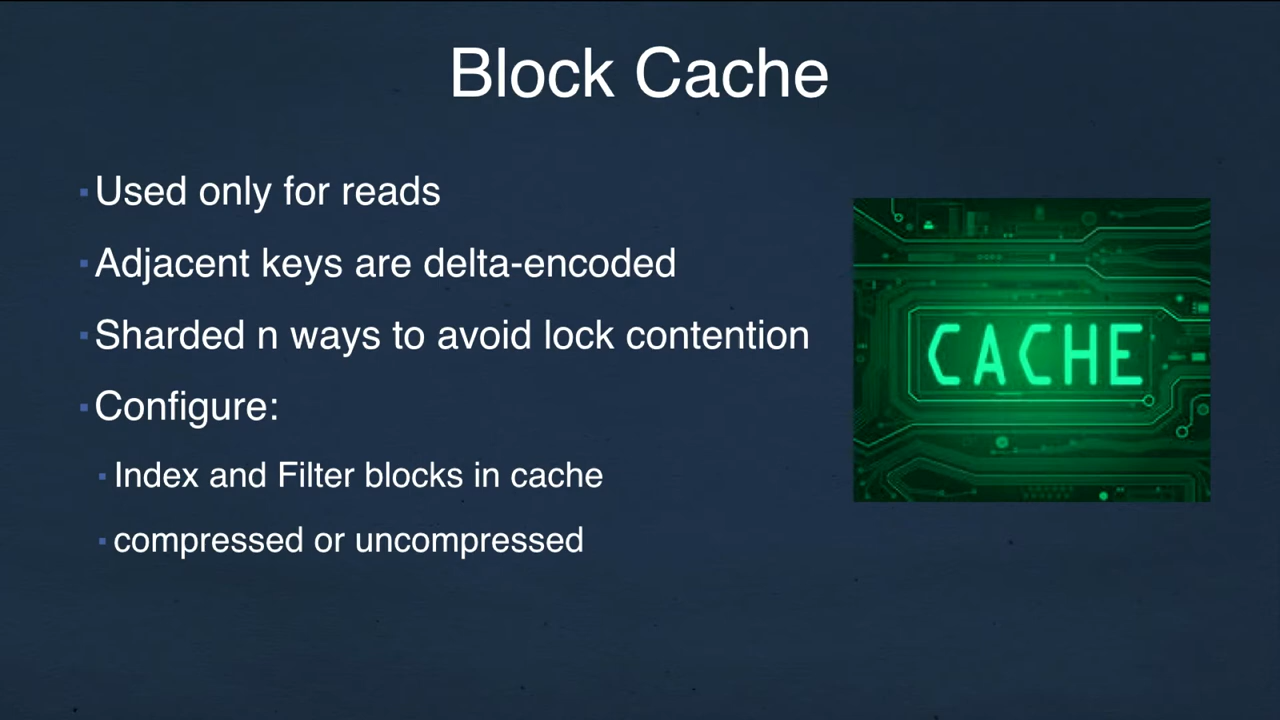 Block Cache
Used only for reads
Adjacent keys are delta-encoded
Sharded n ways to avoid lock contention
Configure:
Index and Filter blocks in cache
compressed or uncompressed
CACHE